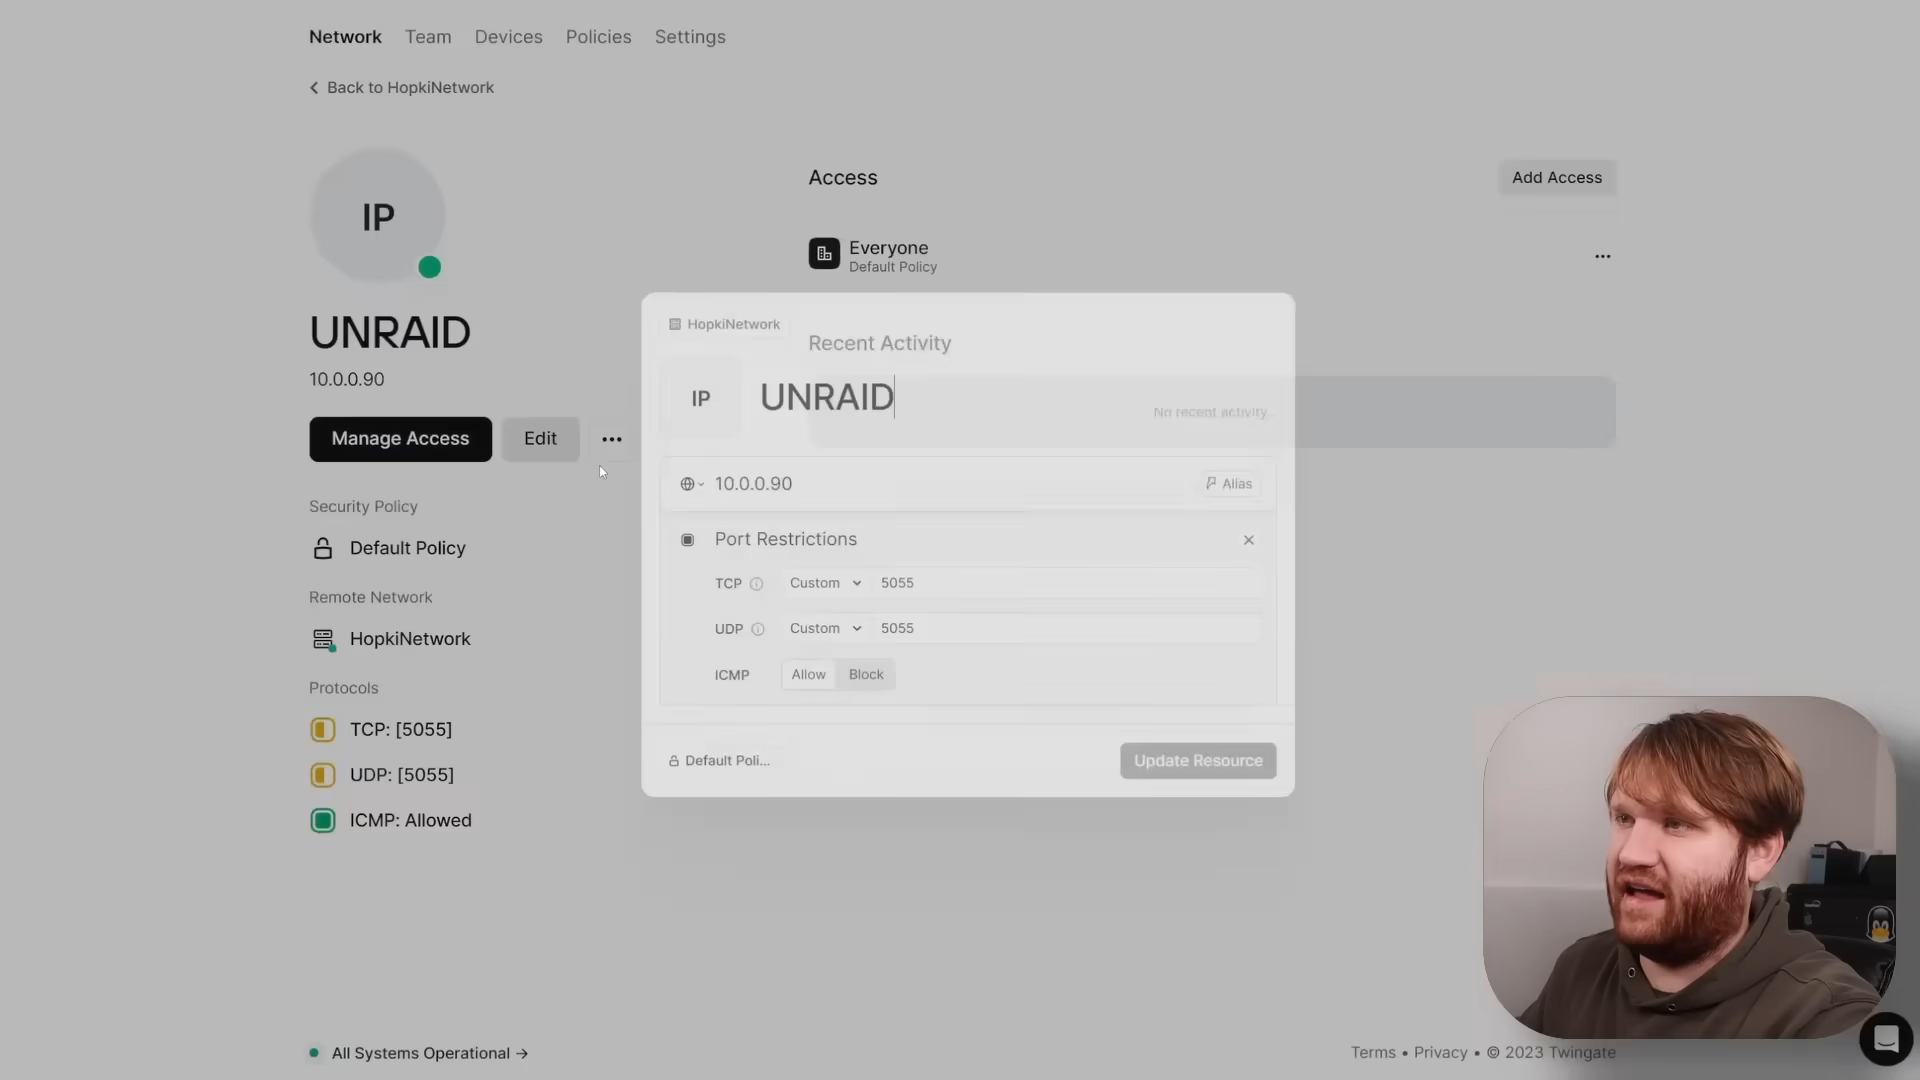 Network Team Devices Policies Settings
Back to HopkiNetwork
IP
UNRAID
10.0.0.90
Manage Access Edit
Security Policy
Default Policy
Remote Network
HopkiNetwork
Protocols
TCP: [5055]
UDP: [5055]
ICMP: Allowed
Access Add Access
Everyone
Default Policy
Recent Activity
No recent activity.
HopkiNetwork
IP UNRAID
10.0.0.90 Alias
Port Restrictions
TCP Custom 5055
UDP Custom 5055
ICMP Allow Block
Default Poli... Update Resource
All Systems Operational →
Terms • Privacy • © 2023 Twingate